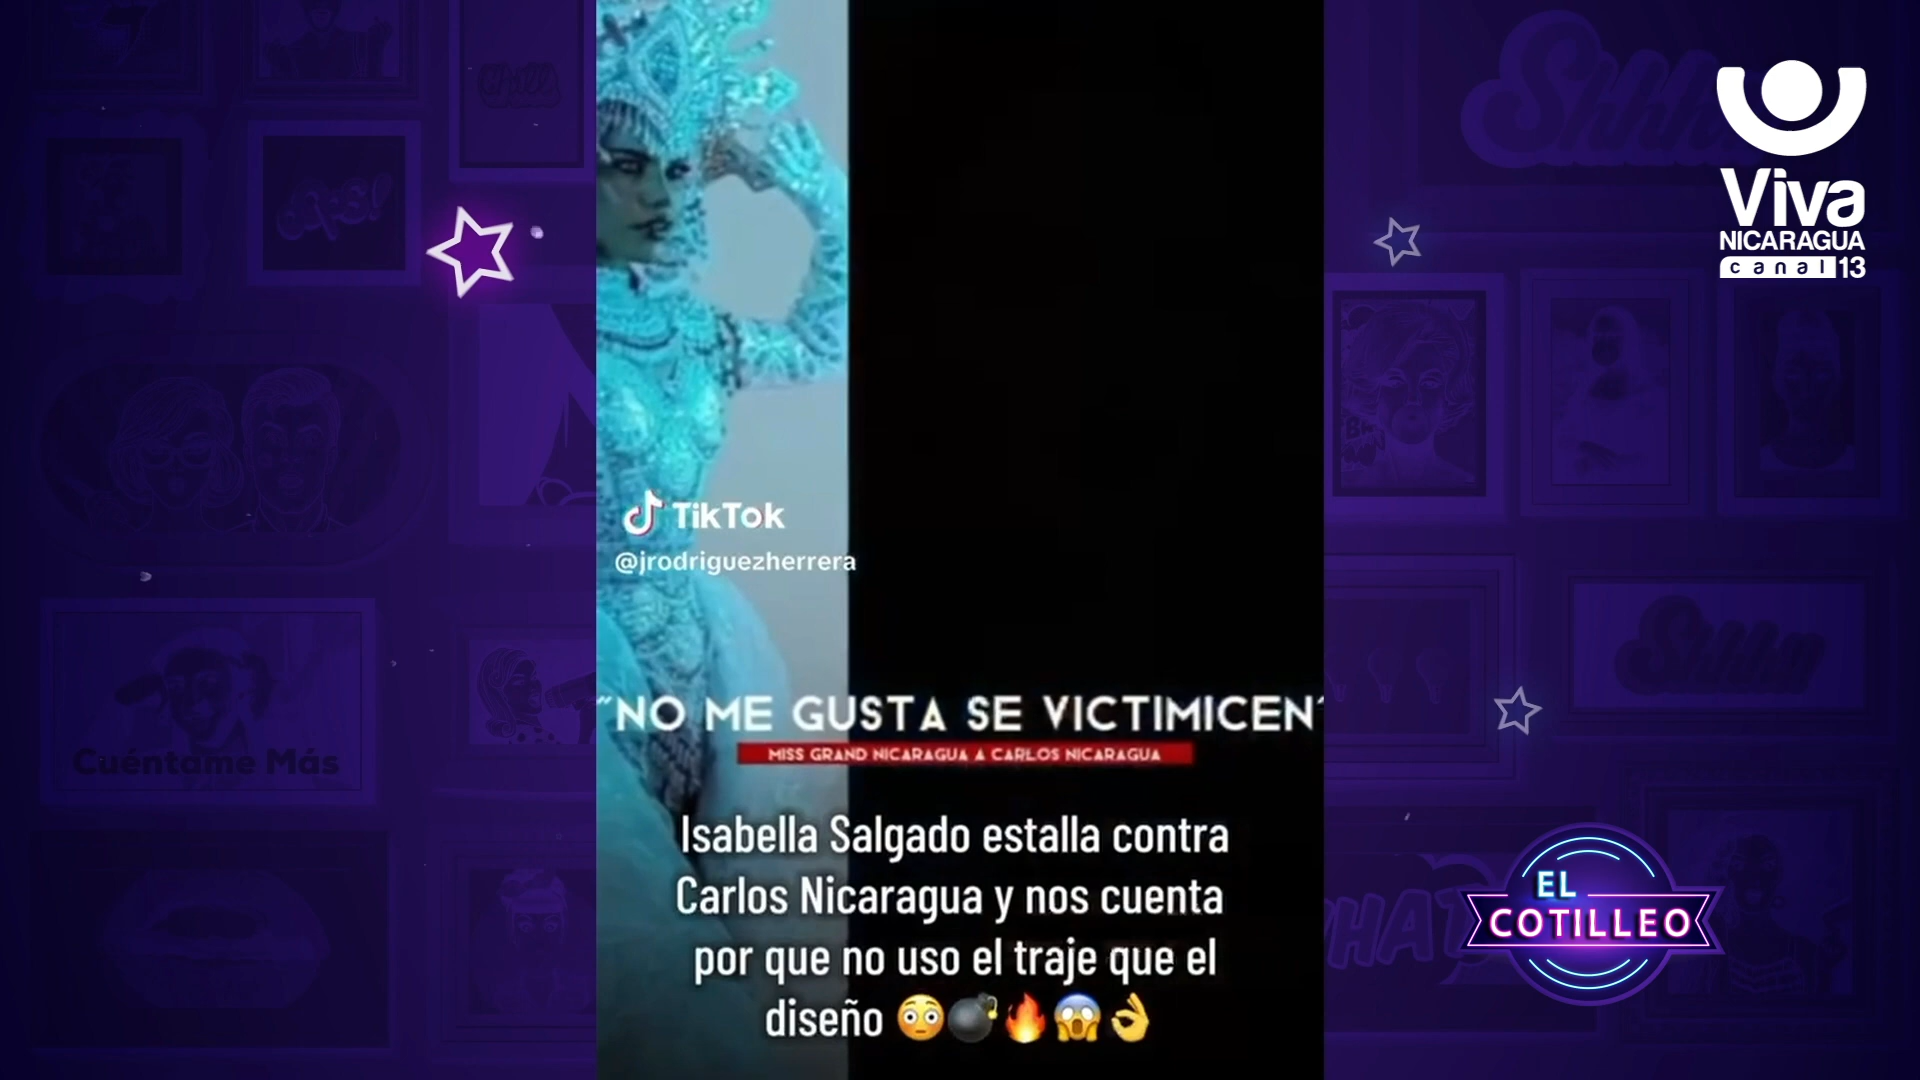 Viva
NICARAGUA
canal 13
TikTok
@jrodriguezherrera
"NO ME GUSTA SE VICTIMICEN"
MISS GRAND NICARAGUA A CARLOS NICARAGUA
Isabella Salgado estalla contra
Carlos Nicaragua y nos cuenta
por que no uso el traje que el
diseño 😳💣🔥😱👌
EL
COTILLEO
Cuéntame Más
Shhh